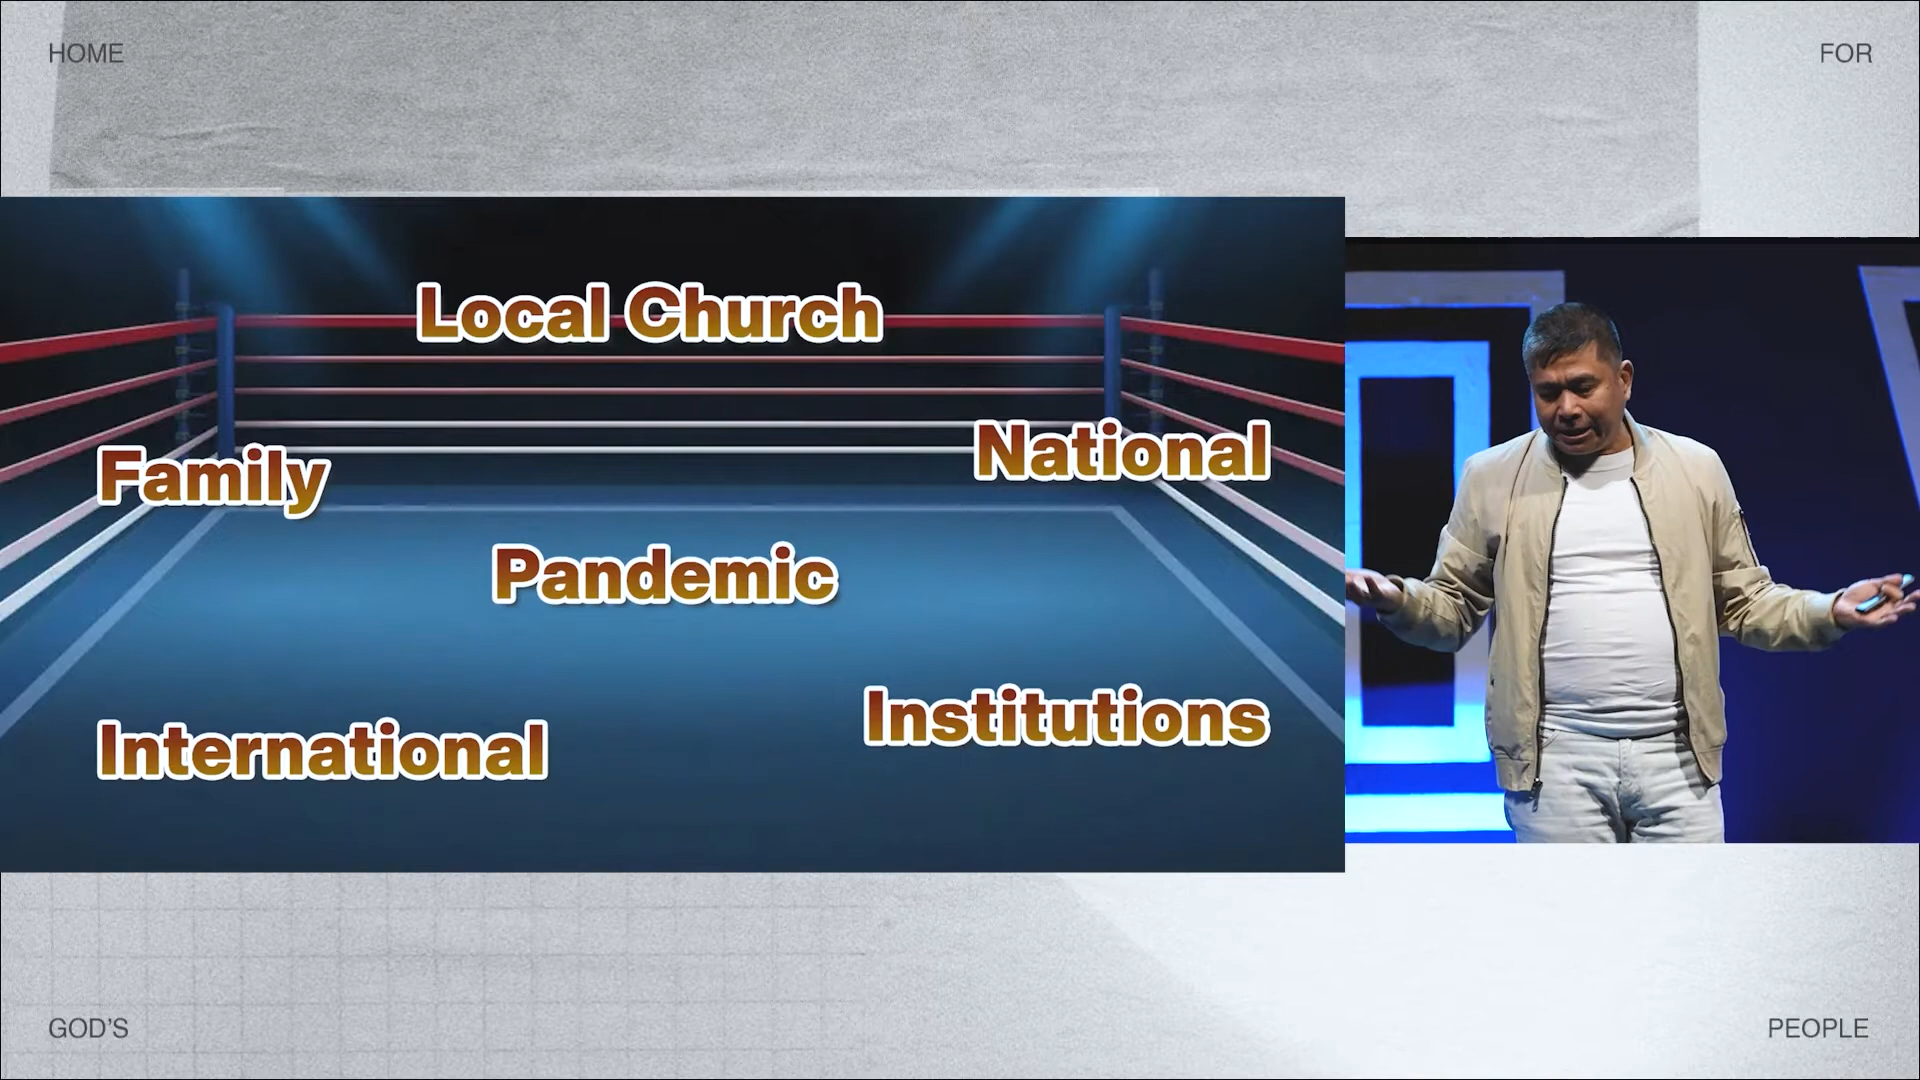 HOME
FOR
Local Church
National
Family
Pandemic
Institutions
International
GOD'S
PEOPLE